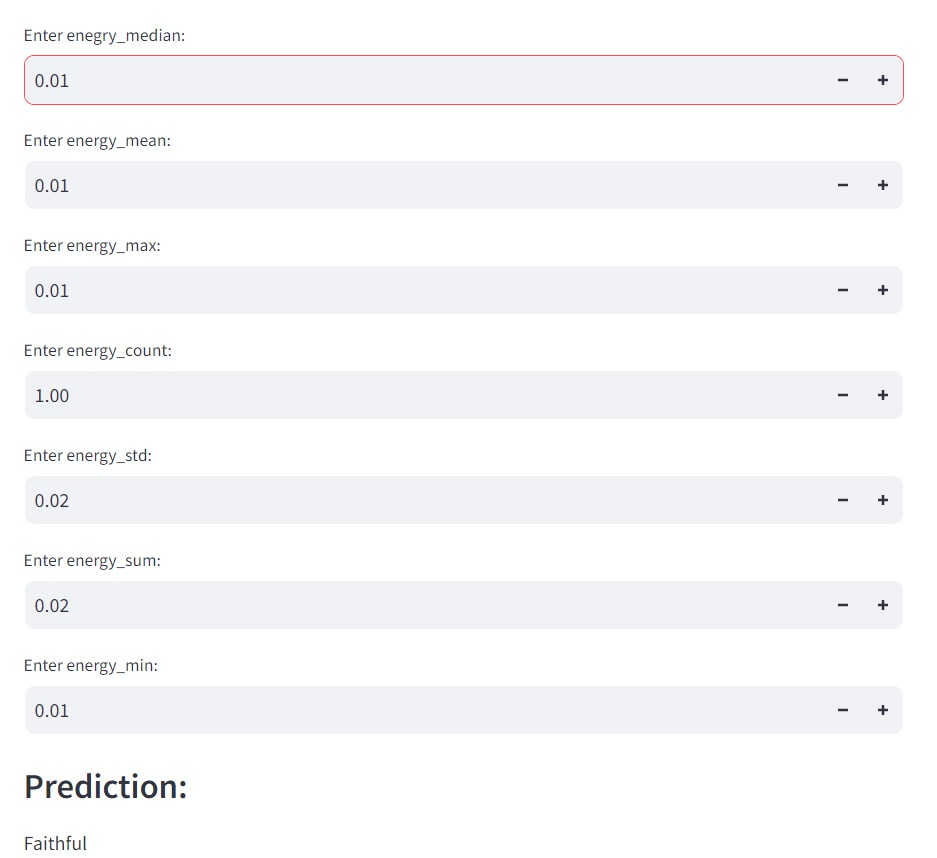 Enter enegry_median:
0.01
Enter energy_mean:
0.01
Enter energy_max:
0.01
Enter energy_count:
1.00
Enter energy_std:
0.02
Enter energy_sum:
0.02
Enter energy_min:
0.01
Prediction:
Faithful